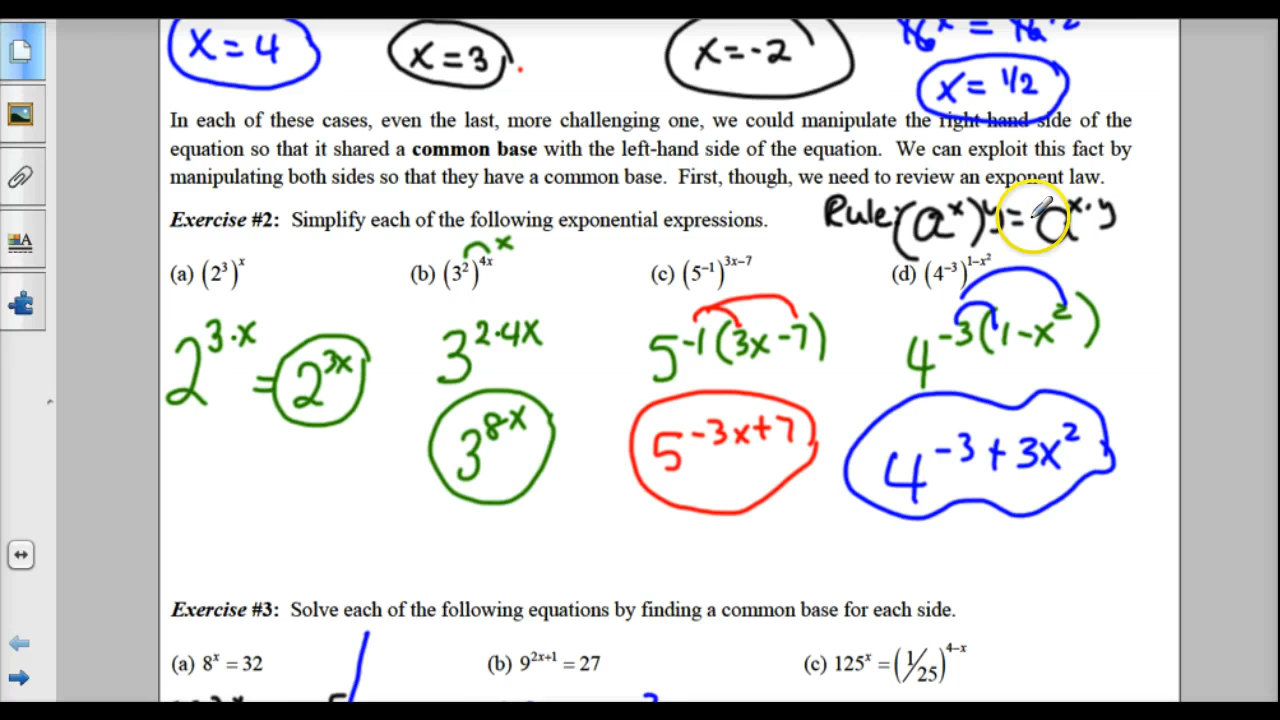 x = 4 x = 3. x = -2 16^x = 16^1/2
x = 1/2
In each of these cases, even the last, more challenging one, we could manipulate the right hand side of the
equation so that it shared a common base with the left-hand side of the equation. We can exploit this fact by
manipulating both sides so that they have a common base. First, though, we need to review an exponent law.
Rule (a^x)^y = a^x·y
Exercise #2: Simplify each of the following exponential expressions.
x
(a) (2^3)^x (b) (3^2)^4x (c) (5^−1)^3x−7 (d) (4^−3)^1−x^2
2^3·x = 2^3x 3^2·4x 5^-1(3x-7) 4^-3(1-x^2)
3^8x 5^-3x+7 4^-3+3x^2
Exercise #3: Solve each of the following equations by finding a common base for each side.
(a) 8^x = 32 (b) 9^2x+1 = 27 (c) 125^x = (1/25)^4−x